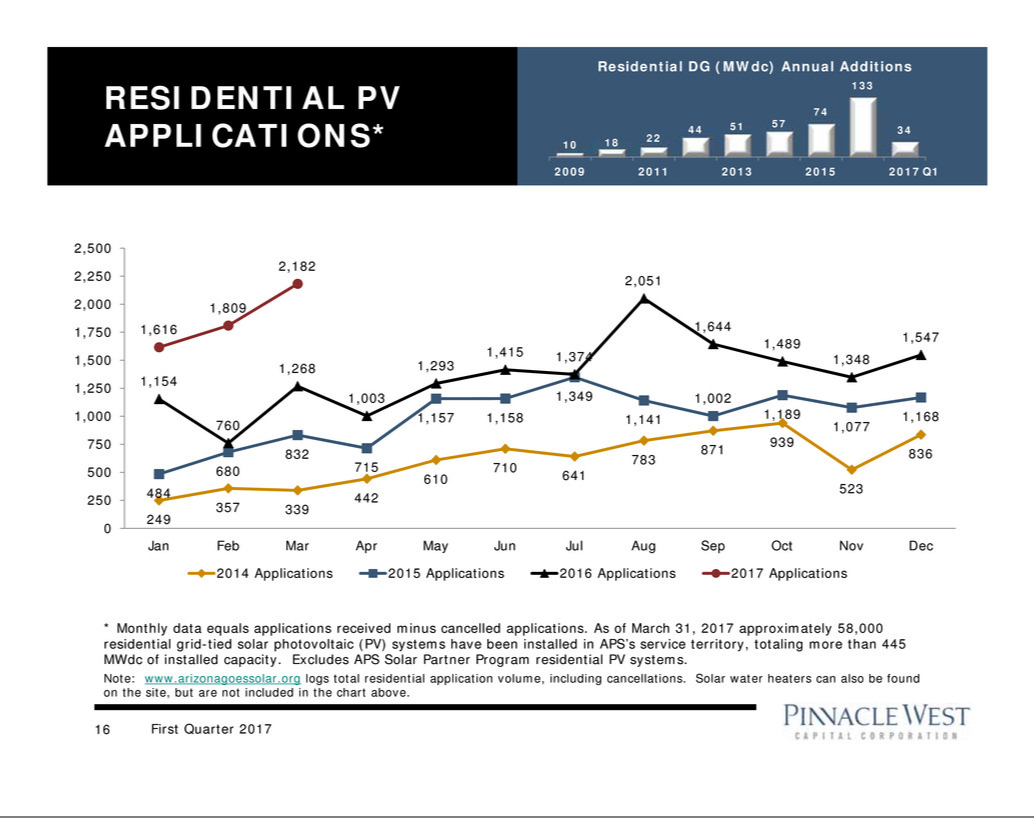 RESIDENTIAL PV
APPLICATIONS*
Residential DG (MWdc) Annual Additions
10 18 22 44 51 57 74 133 34
2009 2011 2013 2015 2017 Q1
2,500
2,250
2,000
1,750
1,500
1,250
1,000
750
500
250
0
1,616 1,809 2,182
1,154 760 1,268 1,003 1,293 1,415 1,374 2,051 1,644 1,489 1,348 1,547
484 680 832 715 1,157 1,158 1,349 1,141 1,002 1,189 1,077 1,168
249 357 339 442 610 710 641 783 871 939 523 836
Jan Feb Mar Apr May Jun Jul Aug Sep Oct Nov Dec
2014 Applications 2015 Applications 2016 Applications 2017 Applications
* Monthly data equals applications received minus cancelled applications. As of March 31, 2017 approximately 58,000
residential grid-tied solar photovoltaic (PV) systems have been installed in APS's service territory, totaling more than 445
MWdc of installed capacity. Excludes APS Solar Partner Program residential PV systems.
Note: www.arizonagoessolar.org logs total residential application volume, including cancellations. Solar water heaters can also be found
on the site, but are not included in the chart above.
16 First Quarter 2017
PINNACLE WEST
CAPITAL CORPORATION